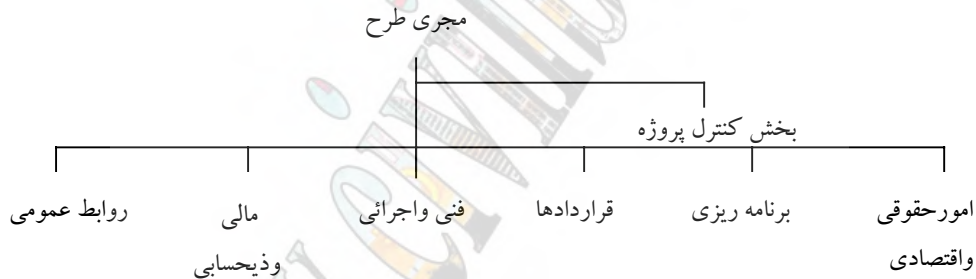 مجری طرح
بخش کنترل پروژه
امورحقوقی واقتصادی
برنامه ریزی
قراردادها
فنی واجرائی
مالی وذیحسابی
روابط عمومی